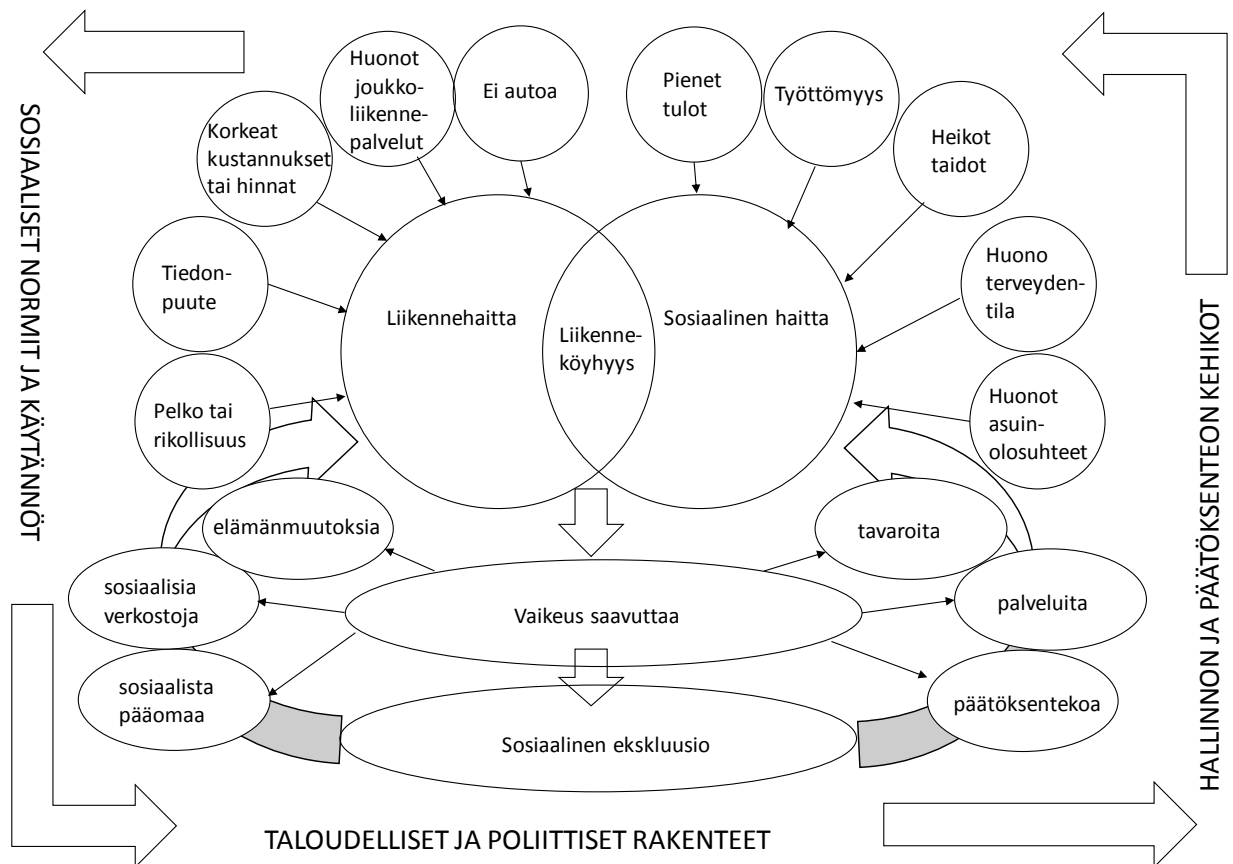 Huonot
joukko-
liikenne-
palvelut
Ei autoa
Pienet
tulot
Työttömyys
Korkeat
kustannukset
tai hinnat
Heikot
taidot
Tiedon-
puute
Huono
terveyden-
tila
Liikennehaitta
Liikenne-
köyhyys
Sosiaalinen haitta
Pelko tai
rikollisuus
Huonot
asuin-
olosuhteet
elämänmuutoksia
tavaroita
sosiaalisia
verkostoja
Vaikeus saavuttaa
palveluita
sosiaalista
pääomaa
päätöksentekoa
Sosiaalinen ekskluusio
SOSIAALISET NORMIT JA KÄYTÄNNÖT
TALOUDELLISET JA POLIITTISET RAKENTEET
HALLINNON JA PÄÄTÖKSENTEON KEHIKOT